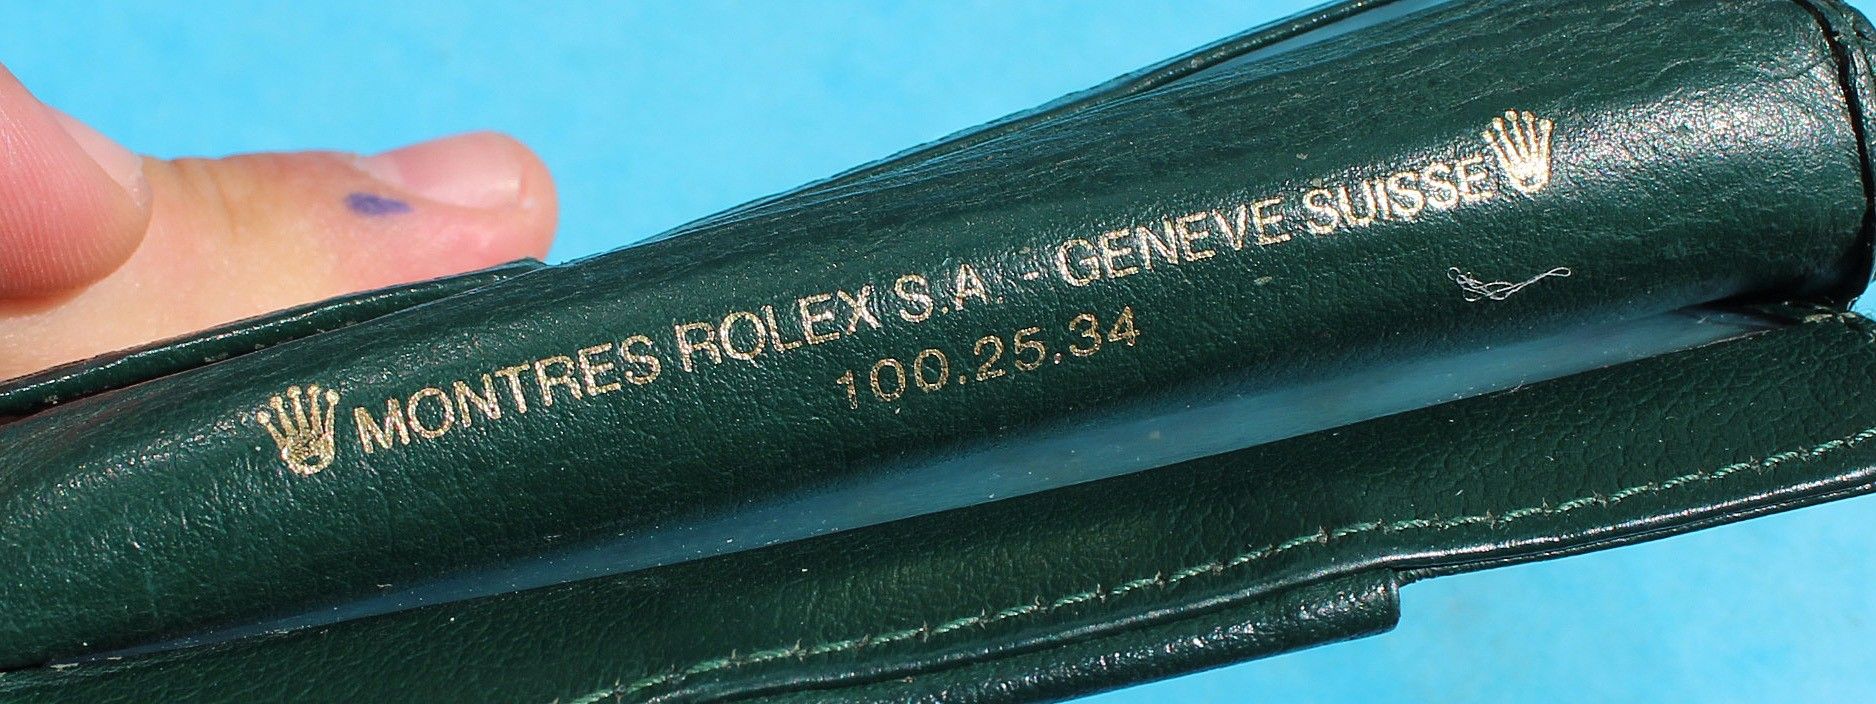 MONTRES ROLEX S.A. - GENEVE SUISSE
100.25.34